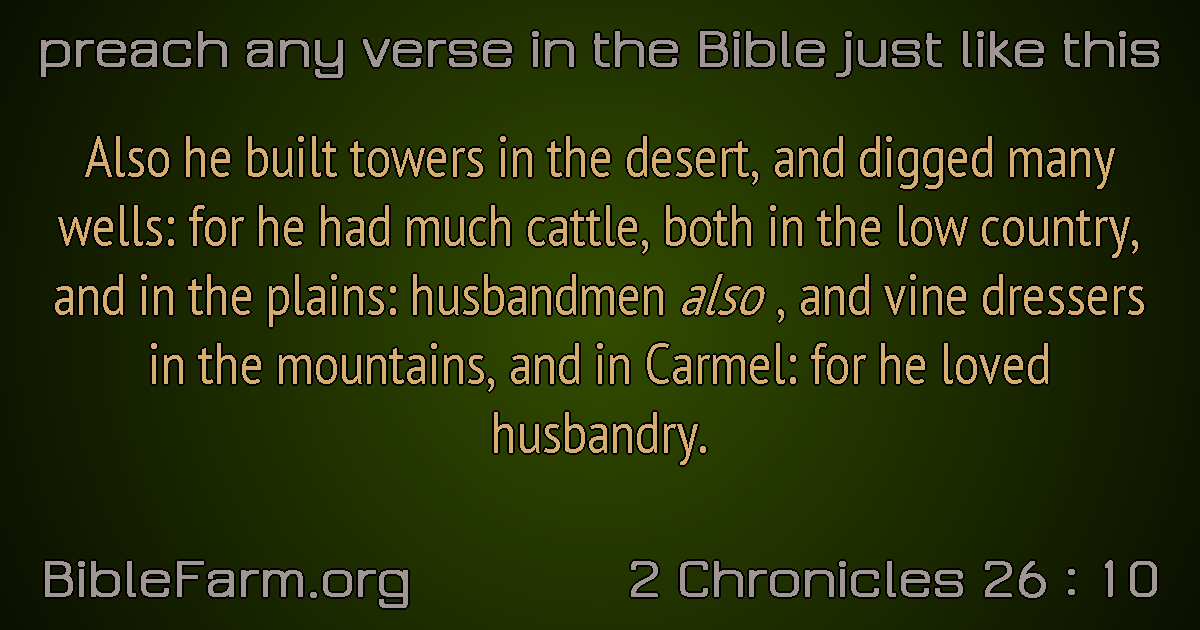 preach any verse in the Bible just like this
Also he built towers in the desert, and digged many
wells: for he had much cattle, both in the low country,
and in the plains: husbandmen also , and vine dressers
in the mountains, and in Carmel: for he loved
husbandry.
BibleFarm.org
2 Chronicles 26 : 10